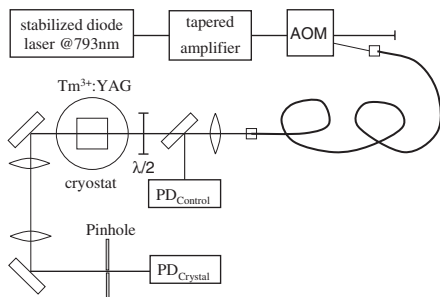 stabilized diode
laser @793nm
tapered
amplifier
AOM
Tm³⁺:YAG
cryostat
λ/2
PD_Control
Pinhole
PD_Crystal